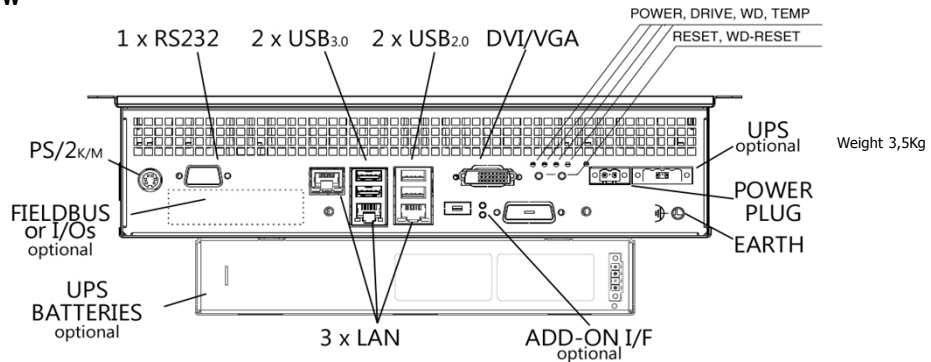 W
POWER, DRIVE, WD, TEMP
RESET, WD-RESET
1 x RS232
2 x USB3.0
2 x USB2.0
DVI/VGA
PS/2K/M
UPS
optional
Weight 3,5Kg
POWER
PLUG
FIELDBUS
or I/Os
optional
EARTH
UPS
BATTERIES
optional
3 x LAN
ADD-ON I/F
optional